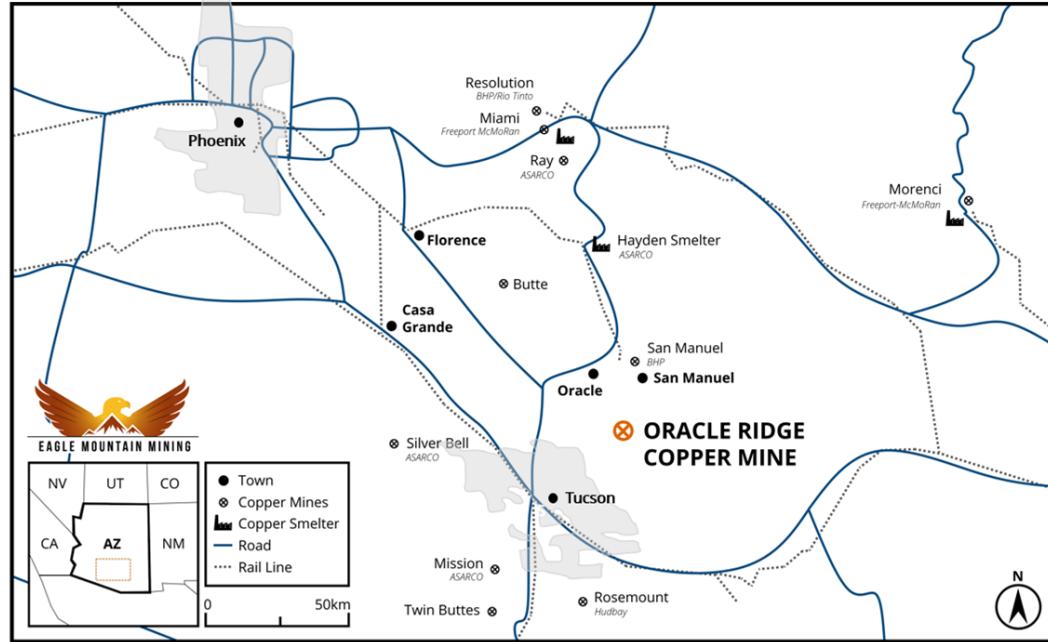 Resolution
BHP/Rio Tinto
Miami
Freeport McMoRan
Phoenix
Ray
ASARCO
Morenci
Freeport-McMoRan
Florence
Hayden Smelter
ASARCO
Butte
Casa
Grande
San Manuel
BHP
Oracle
San Manuel
ORACLE RIDGE
COPPER MINE
EAGLE MOUNTAIN MINING
Silver Bell
ASARCO
Tucson
NV
UT
CO
CA
AZ
NM
Town
Copper Mines
Copper Smelter
Road
Rail Line
0
50km
Mission
ASARCO
Twin Buttes
Rosemount
Hudbay
N